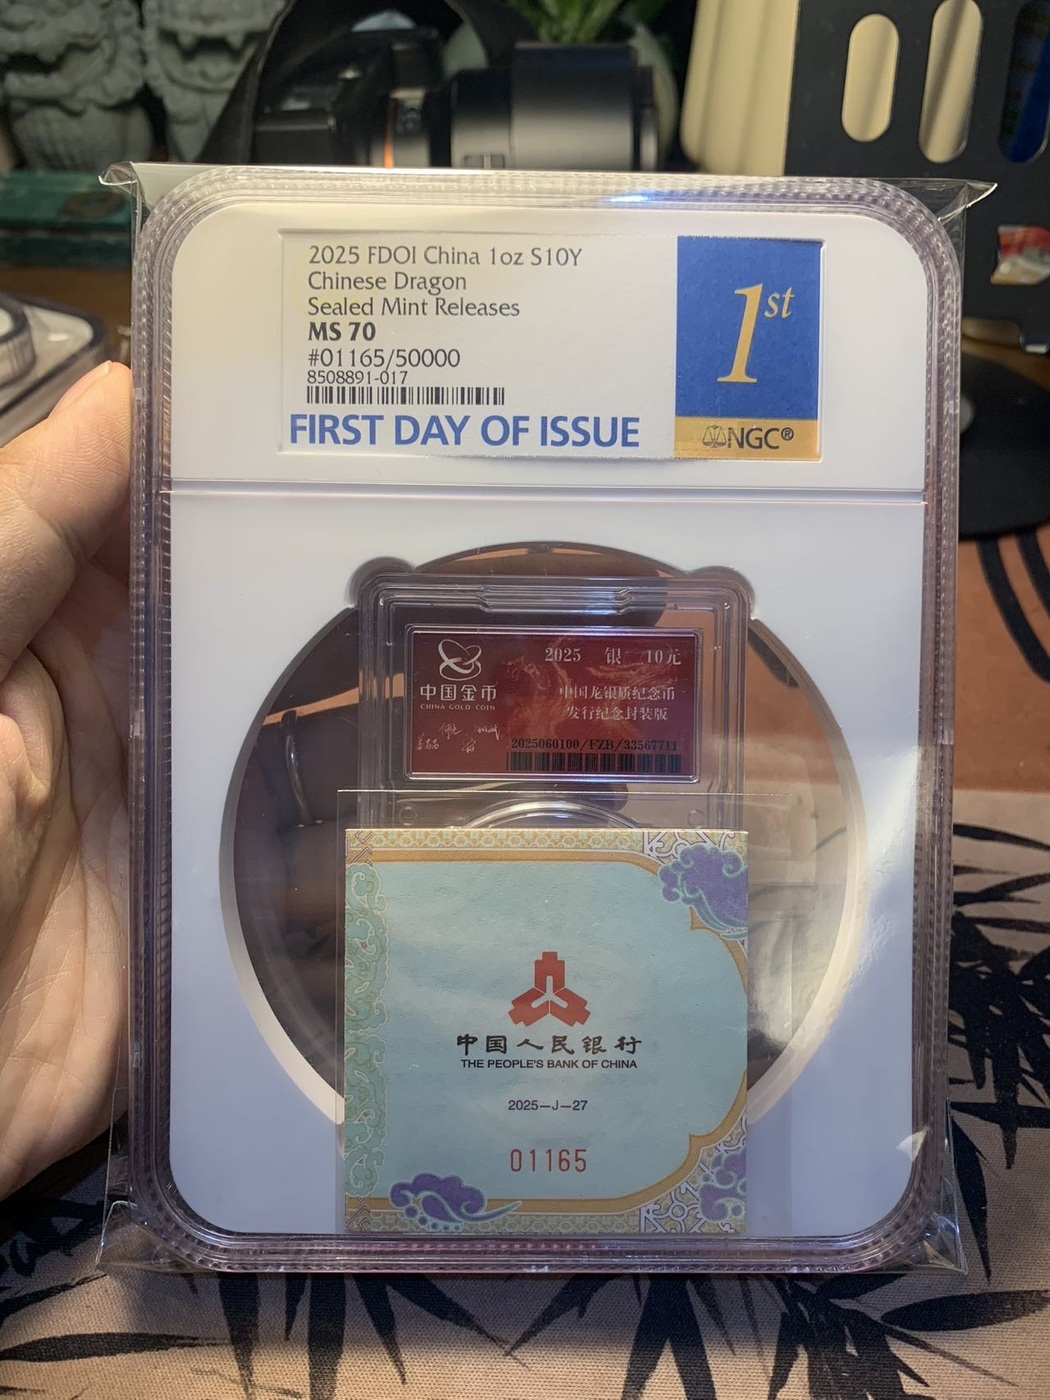 2025 FDOI China 1oz S10Y
Chinese Dragon
Sealed Mint Releases
MS 70
#01165/50000
8508891-017
FIRST DAY OF ISSUE
1st
NGC®
中国金币
CHINA GOLD COIN
2025 银 10元
中国龙银质纪念币
发行纪念封装版
2025060100/FZB/33567711
中国人民银行
THE PEOPLE'S BANK OF CHINA
2025—J—27
01165